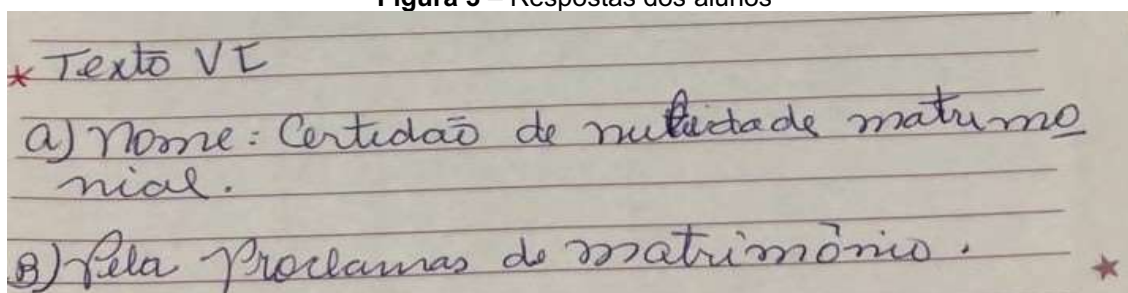 Figura 5 – Respostas dos alunos
* Texto VI
a) Nome: Certidão de nulidade matrimo
nial.
B) Pela Proclamas de matrimônio.